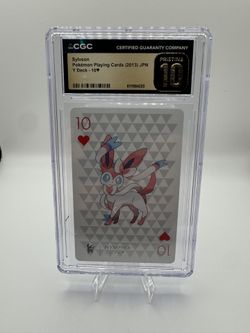 CGC
CERTIFIED GUARANTY COMPANY
Sylveon
Pokémon Playing Cards (2013) JPN
Y Deck - 10♥
PRISTINE
10
10
10